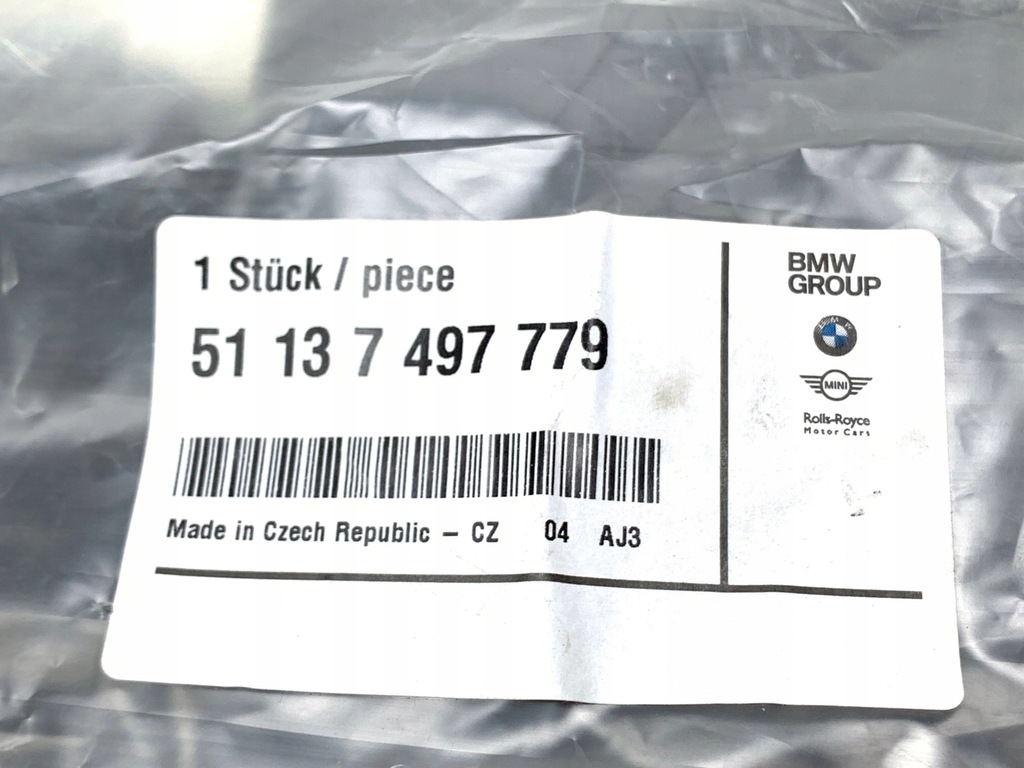 1 Stück / piece
51 13 7 497 779
Made in Czech Republic – CZ 04 AJ3
BMW
GROUP
BMW
MINI
Rolls-Royce
Motor Cars